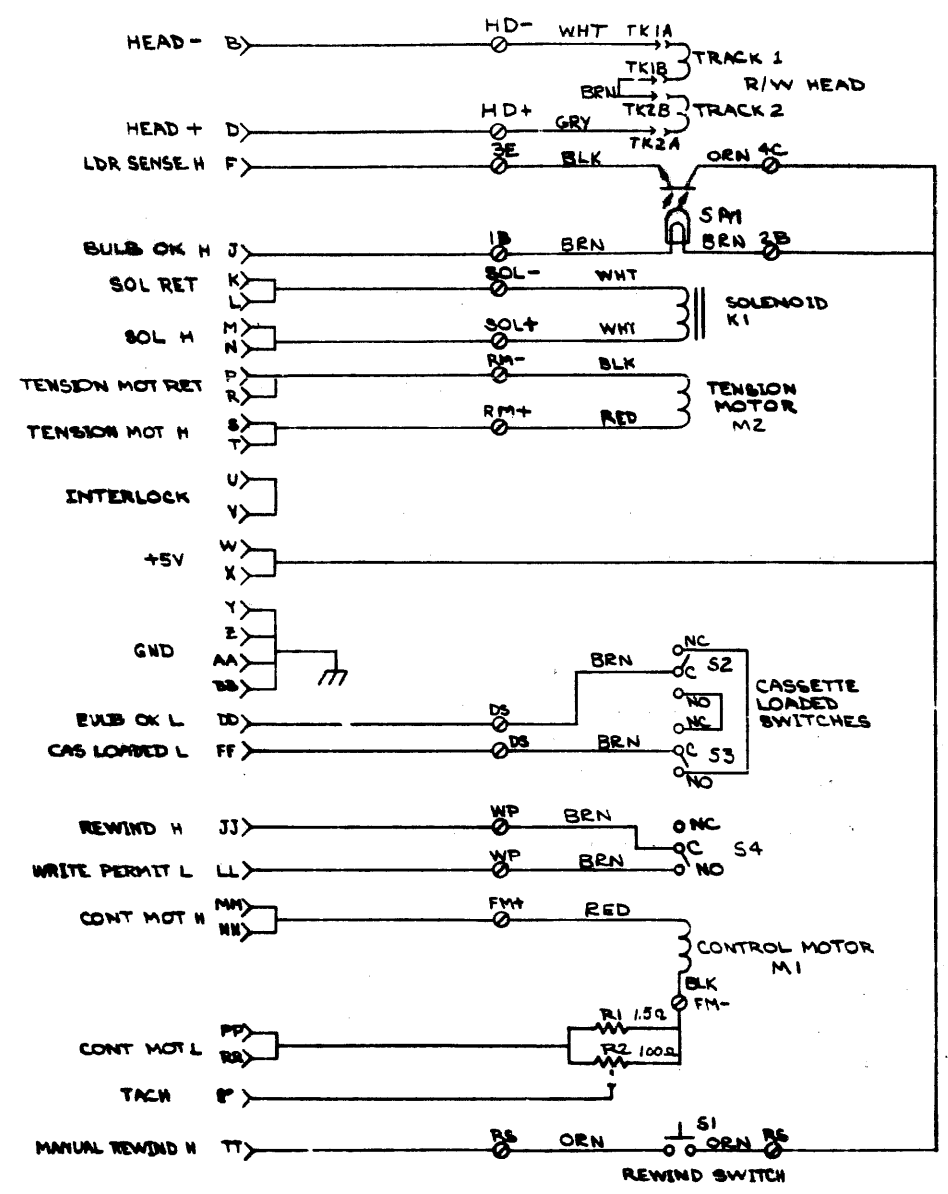 HEAD- B HD- WHT TK1A
TRACK 1
TK1B
R/W HEAD
BRN
TK2B TRACK 2
HEAD + D HD+ GRY
TK2A
LDR SENSE H F 3E BLK ORN 4C
SPM
BULB OK H J 1B BRN BRN 2B
SOL RET K SOL- WHT
L
SOLENOID
K1
SOL H M SOL+ WHT
N
TENSION MOT RET P RM- BLK
R
TENSION
MOTOR
M2
TENSION MOT H S RM+ RED
T
INTERLOCK U
V
+5V W
X
GND Y
Z
AA
BB
NC
BRN C S2
NO
CASSETTE
LOADED
SWITCHES
BULB OK L DD DS
NC
CAS LOADED L FF DS BRN C S3
NO
REWIND H JJ WP BRN NC
C S4
WRITE PERMIT L LL WP BRN NO
CONT MOT H MM FM+ RED
NN
CONTROL MOTOR
M1
BLK
FM-
R1 1.5Ω
CONT MOT L PP
RR
R2 100Ω
TACH
S1
MANUAL REWIND H TT RS ORN ORN RS
REWIND SWITCH